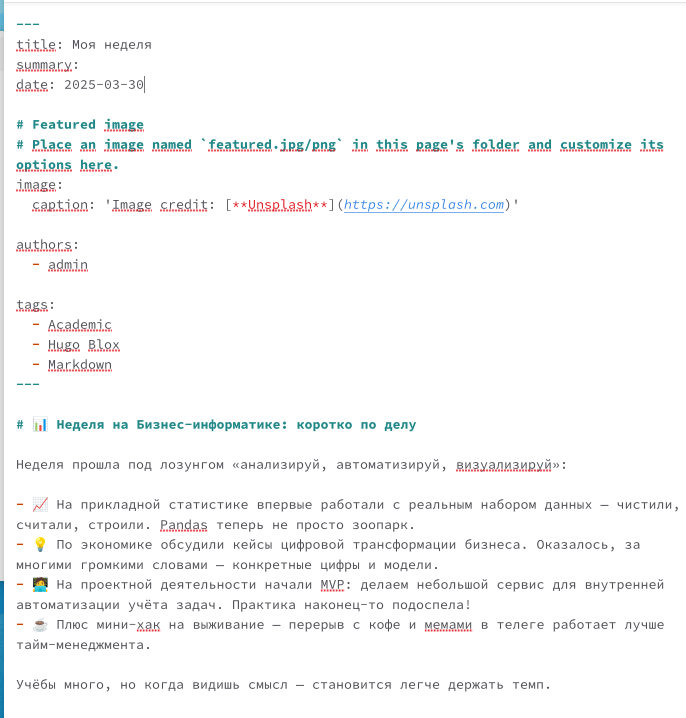 ---
title: Моя неделя
summary:
date: 2025-03-30
# Featured image
# Place an image named `featured.jpg/png` in this page's folder and customize its
options here.
image:
  caption: 'Image credit: [**Unsplash**](https://unsplash.com)'
authors:
  - admin
tags:
  - Academic
  - Hugo Blox
  - Markdown
---
# 📊 Неделя на Бизнес-информатике: коротко по делу
Неделя прошла под лозунгом «анализируй, автоматизируй, визуализируй»:
- 📈 На прикладной статистике впервые работали с реальным набором данных — чистили,
считали, строили. Pandas теперь не просто зоопарк.
- 💡 По экономике обсудили кейсы цифровой трансформации бизнеса. Оказалось, за
многими громкими словами — конкретные цифры и модели.
- 🧑‍💻 На проектной деятельности начали MVP: делаем небольшой сервис для внутренней
автоматизации учёта задач. Практика наконец-то подоспела!
- ☕ Плюс мини-хак на выживание — перерыв с кофе и мемами в телеге работает лучше
тайм-менеджмента.
Учёбы много, но когда видишь смысл — становится легче держать темп.